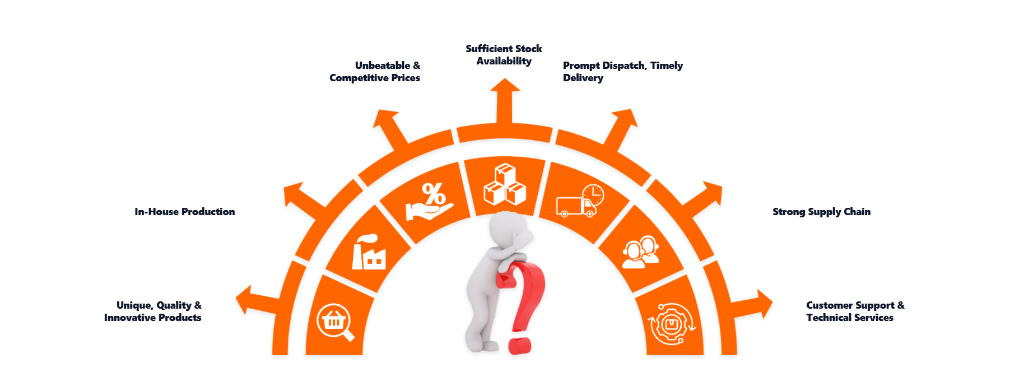 Sufficient Stock
Availability
Unbeatable &
Competitive Prices
Prompt Dispatch, Timely
Delivery
In-House Production
Strong Supply Chain
Unique, Quality &
Innovative Products
Customer Support &
Technical Services
%
?